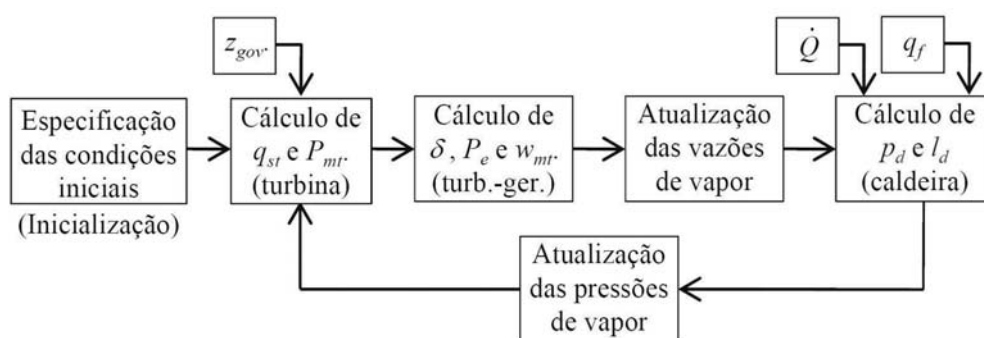 z_gov.
Q̇
q_f
Especificação
das condições
iniciais
(Inicialização)
Cálculo de
q_st e P_mt.
(turbina)
Cálculo de
δ, P_e e w_mt.
(turb.-ger.)
Atualização
das vazões
de vapor
Cálculo de
p_d e l_d
(caldeira)
Atualização
das pressões
de vapor